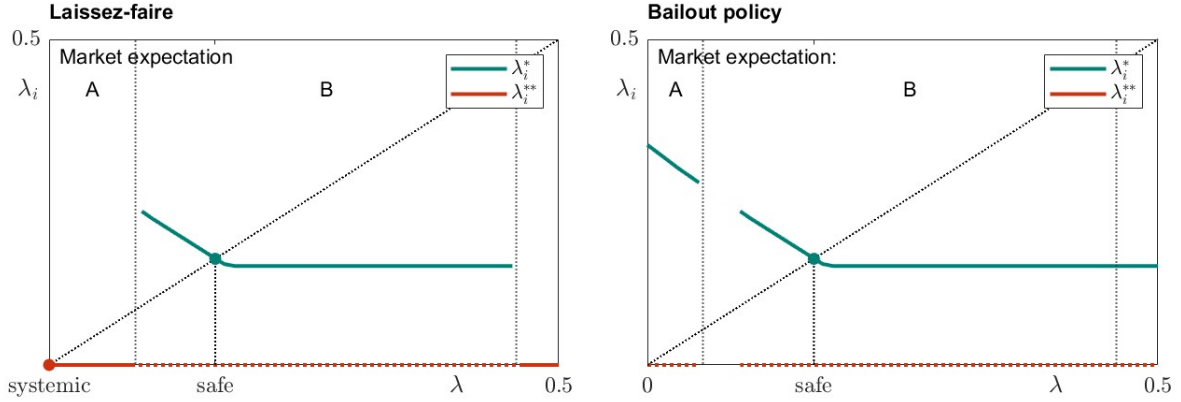 Laissez-faire
0.5
Market expectation
λ_i
A
B
λ_i^*
λ_i^{**}
systemic
safe
λ
0.5
Bailout policy
0.5
Market expectation:
λ_i
A
B
λ_i^*
λ_i^{**}
0
safe
λ
0.5